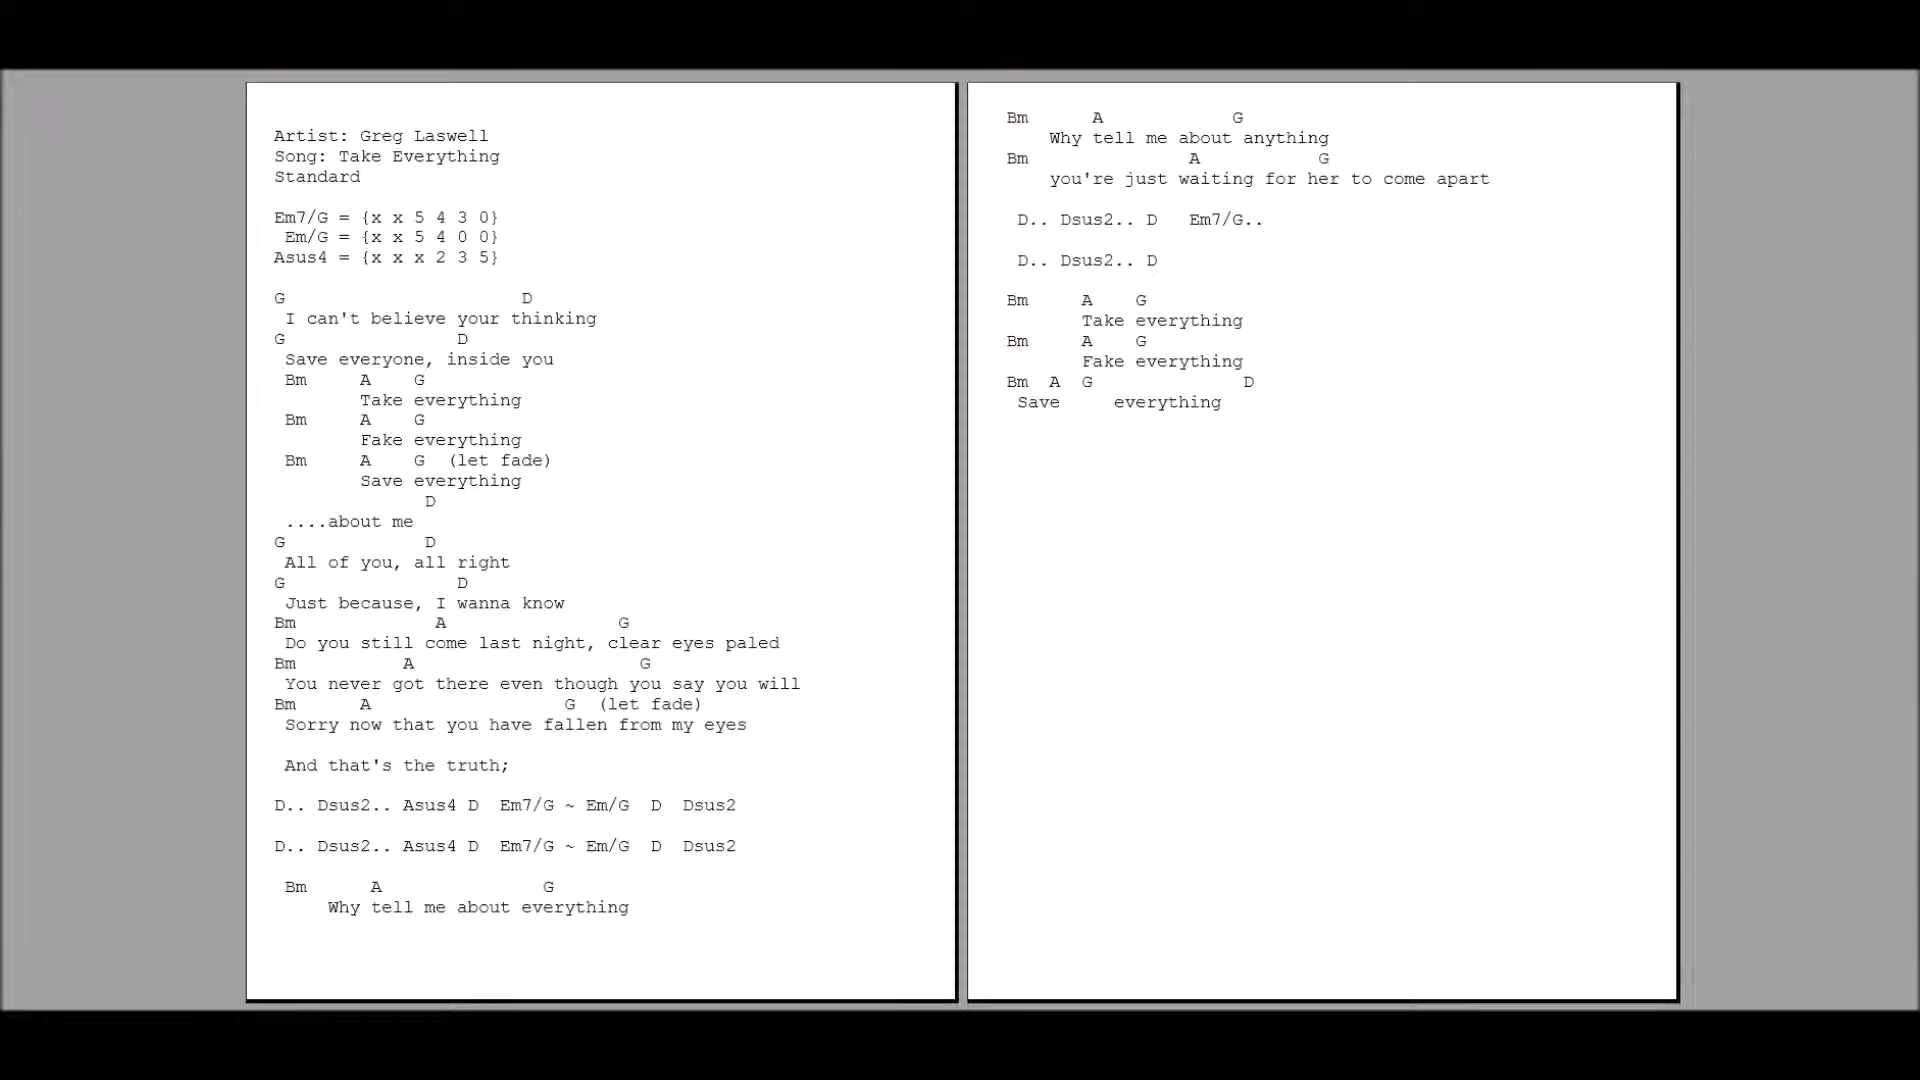 Artist: Greg Laswell
Song: Take Everything
Standard
Em7/G = {x x 5 4 3 0}
Em/G = {x x 5 4 0 0}
Asus4 = {x x x 2 3 5}
G D
I can't believe your thinking
G D
Save everyone, inside you
Bm A G
Take everything
Bm A G
Fake everything
Bm A G (let fade)
Save everything
D
....about me
G D
All of you, all right
G D
Just because, I wanna know
Bm A G
Do you still come last night, clear eyes paled
Bm A G
You never got there even though you say you will
Bm A G (let fade)
Sorry now that you have fallen from my eyes
And that's the truth;
D.. Dsus2.. Asus4 D Em7/G ~ Em/G D Dsus2
D.. Dsus2.. Asus4 D Em7/G ~ Em/G D Dsus2
Bm A G
Why tell me about everything
Bm A G
Why tell me about anything
Bm A G
you're just waiting for her to come apart
D.. Dsus2.. D Em7/G..
D.. Dsus2.. D
Bm A G
Take everything
Bm A G
Fake everything
Bm A G D
Save everything